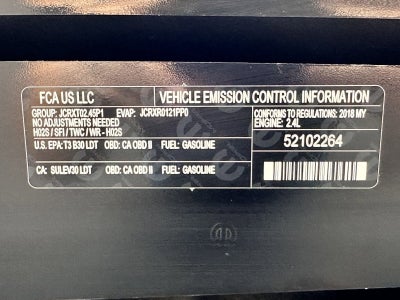 FCA US LLC
VEHICLE EMISSION CONTROL INFORMATION
GROUP: JCRXT02.45P1 EVAP: JCRXR0121PP0
NO ADJUSTMENTS NEEDED
H02S / SFI / TWC / WR - H02S
CONFORMS TO REGULATIONS: 2018 MY
ENGINE: 2.4L
U.S. EPA: T3 B30 LDT OBD: CA OBD II FUEL: GASOLINE
52102264
CA: SULEV30 LDT OBD: CA OBD II FUEL: GASOLINE